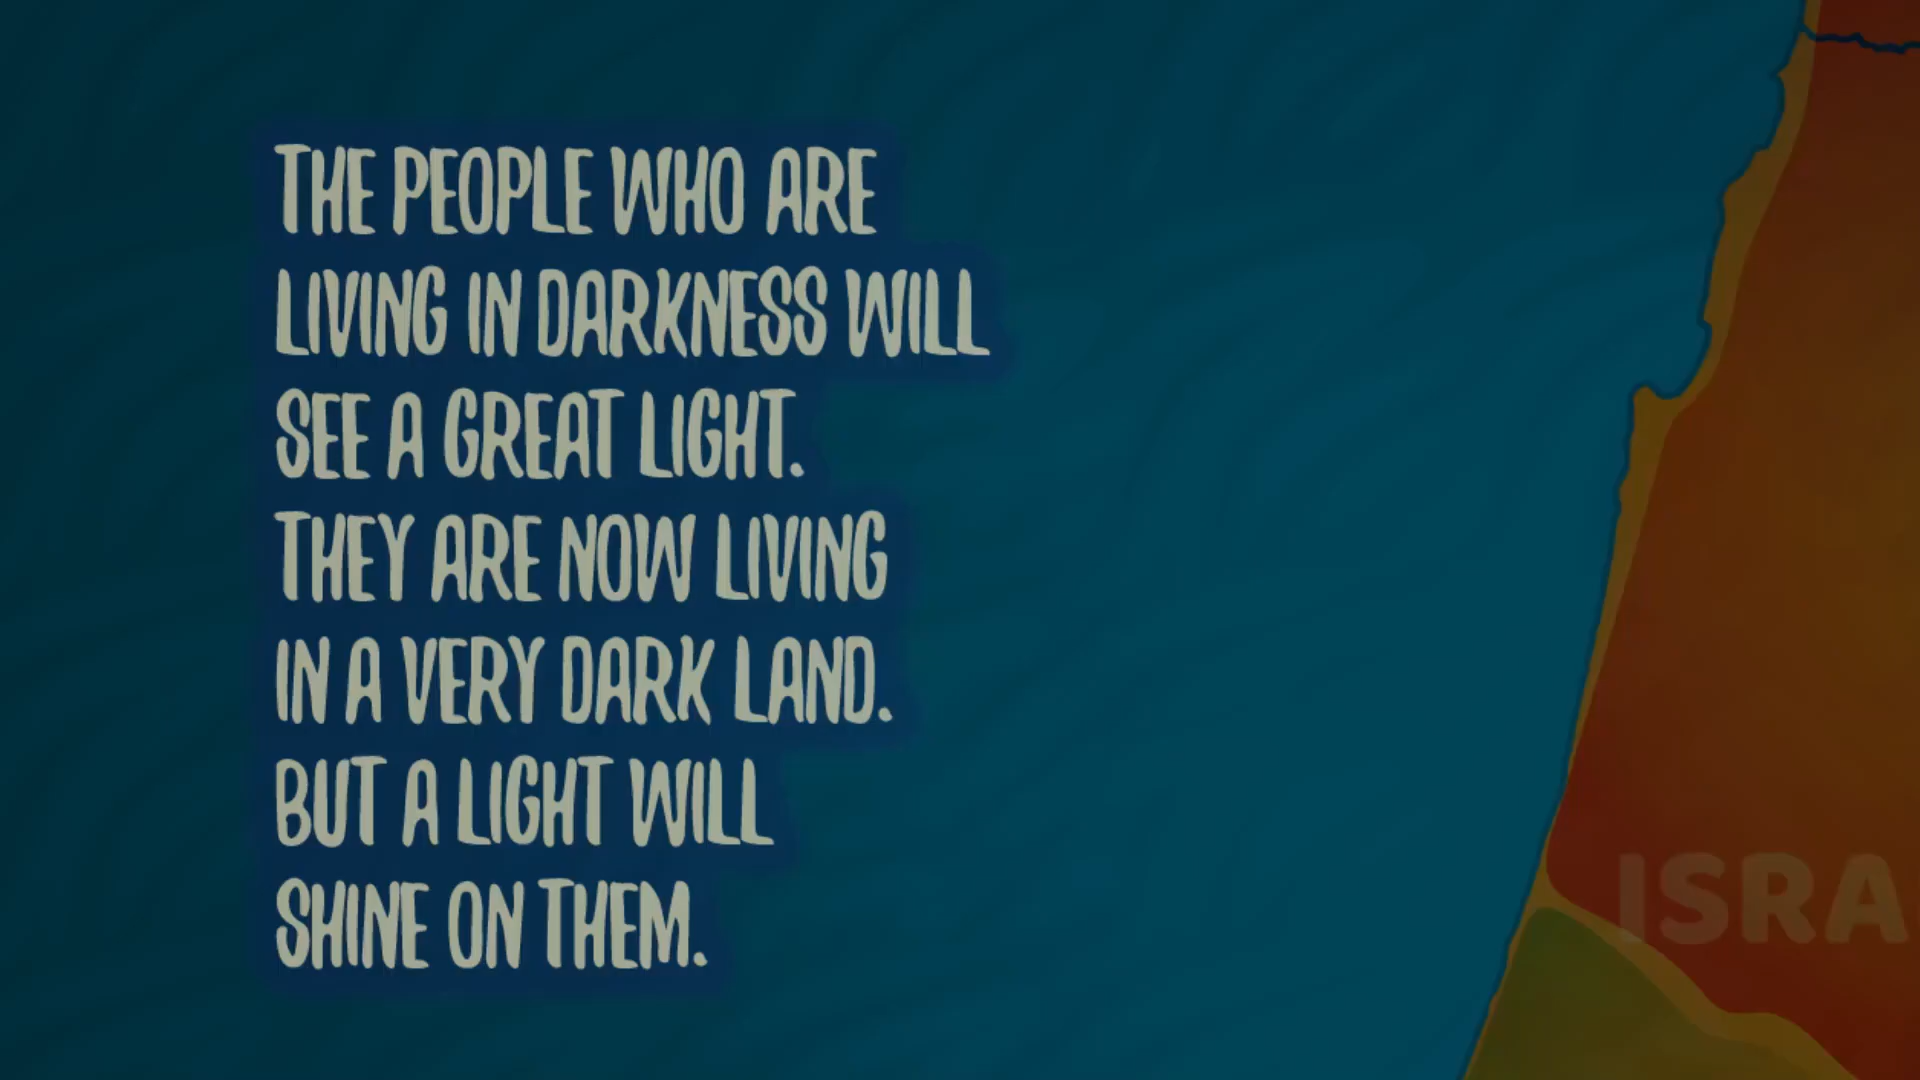 THE PEOPLE WHO ARE
LIVING IN DARKNESS WILL
SEE A GREAT LIGHT.
THEY ARE NOW LIVING
IN A VERY DARK LAND.
BUT A LIGHT WILL
SHINE ON THEM.
ISRA